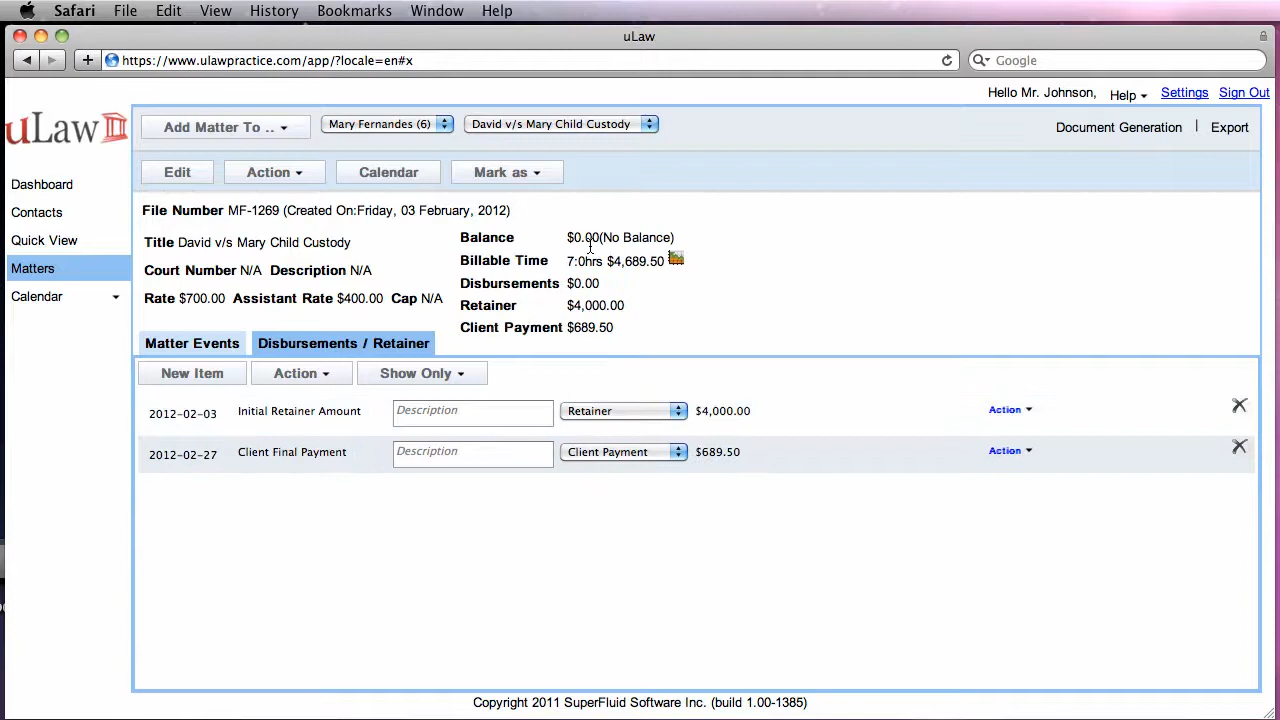 Safari File Edit View History Bookmarks Window Help
uLaw
https://www.ulawpractice.com/app/?locale=en#x
Google
Hello Mr. Johnson, Help Settings Sign Out
uLaw
Add Matter To .. Mary Fernandes (6) David v/s Mary Child Custody Document Generation | Export
Edit Action Calendar Mark as
Dashboard
Contacts
Quick View
Matters
Calendar
File Number MF-1269 (Created On:Friday, 03 February, 2012)
Title David v/s Mary Child Custody
Court Number N/A Description N/A
Rate $700.00 Assistant Rate $400.00 Cap N/A
Balance $0.00(No Balance)
Billable Time 7:0hrs $4,689.50
Disbursements $0.00
Retainer $4,000.00
Client Payment $689.50
Matter Events Disbursements / Retainer
New Item Action Show Only
2012-02-03 Initial Retainer Amount Description Retainer $4,000.00 Action
2012-02-27 Client Final Payment Description Client Payment $689.50 Action
Copyright 2011 SuperFluid Software Inc. (build 1.00-1385)